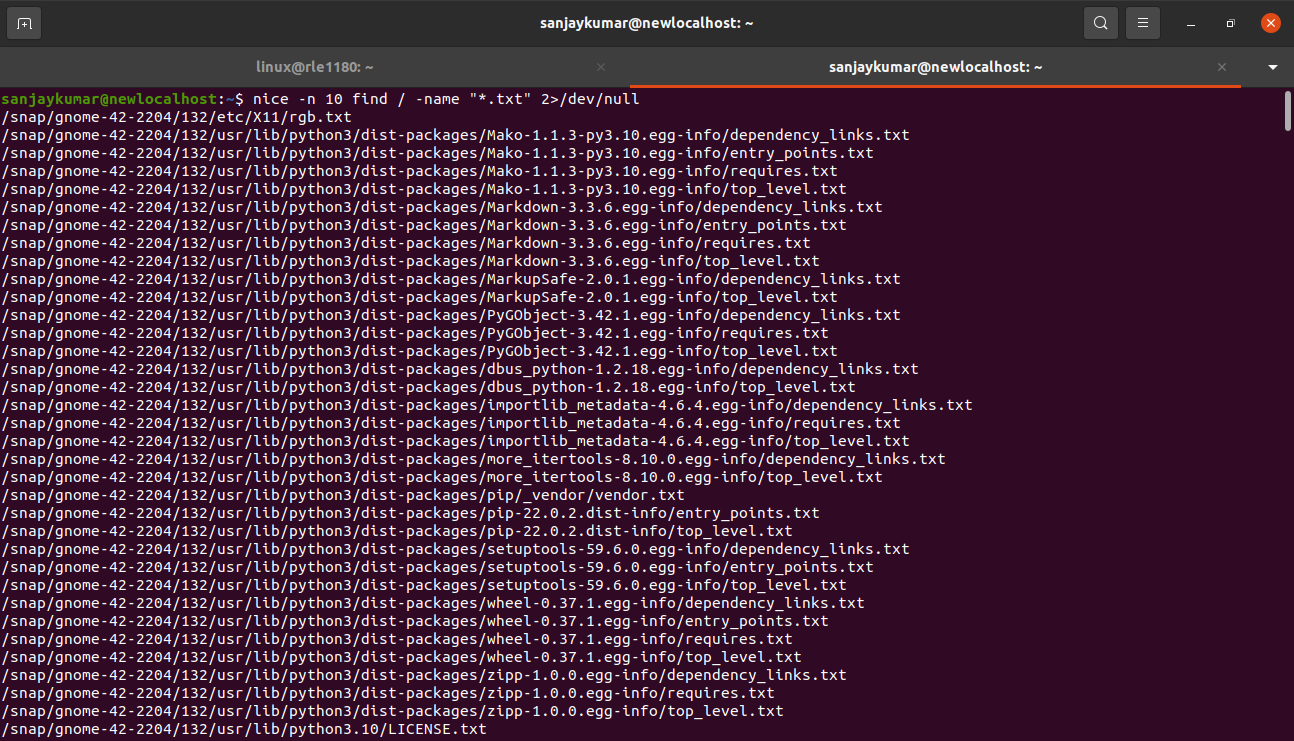 sanjaykumar@newlocalhost: ~
linux@rle1180: ~
sanjaykumar@newlocalhost: ~
sanjaykumar@newlocalhost:~$ nice -n 10 find / -name "*.txt" 2>/dev/null
/snap/gnome-42-2204/132/etc/X11/rgb.txt
/snap/gnome-42-2204/132/usr/lib/python3/dist-packages/Mako-1.1.3-py3.10.egg-info/dependency_links.txt
/snap/gnome-42-2204/132/usr/lib/python3/dist-packages/Mako-1.1.3-py3.10.egg-info/entry_points.txt
/snap/gnome-42-2204/132/usr/lib/python3/dist-packages/Mako-1.1.3-py3.10.egg-info/requires.txt
/snap/gnome-42-2204/132/usr/lib/python3/dist-packages/Mako-1.1.3-py3.10.egg-info/top_level.txt
/snap/gnome-42-2204/132/usr/lib/python3/dist-packages/Markdown-3.3.6.egg-info/dependency_links.txt
/snap/gnome-42-2204/132/usr/lib/python3/dist-packages/Markdown-3.3.6.egg-info/entry_points.txt
/snap/gnome-42-2204/132/usr/lib/python3/dist-packages/Markdown-3.3.6.egg-info/requires.txt
/snap/gnome-42-2204/132/usr/lib/python3/dist-packages/Markdown-3.3.6.egg-info/top_level.txt
/snap/gnome-42-2204/132/usr/lib/python3/dist-packages/MarkupSafe-2.0.1.egg-info/dependency_links.txt
/snap/gnome-42-2204/132/usr/lib/python3/dist-packages/MarkupSafe-2.0.1.egg-info/top_level.txt
/snap/gnome-42-2204/132/usr/lib/python3/dist-packages/PyGObject-3.42.1.egg-info/dependency_links.txt
/snap/gnome-42-2204/132/usr/lib/python3/dist-packages/PyGObject-3.42.1.egg-info/requires.txt
/snap/gnome-42-2204/132/usr/lib/python3/dist-packages/PyGObject-3.42.1.egg-info/top_level.txt
/snap/gnome-42-2204/132/usr/lib/python3/dist-packages/dbus_python-1.2.18.egg-info/dependency_links.txt
/snap/gnome-42-2204/132/usr/lib/python3/dist-packages/dbus_python-1.2.18.egg-info/top_level.txt
/snap/gnome-42-2204/132/usr/lib/python3/dist-packages/importlib_metadata-4.6.4.egg-info/dependency_links.txt
/snap/gnome-42-2204/132/usr/lib/python3/dist-packages/importlib_metadata-4.6.4.egg-info/requires.txt
/snap/gnome-42-2204/132/usr/lib/python3/dist-packages/importlib_metadata-4.6.4.egg-info/top_level.txt
/snap/gnome-42-2204/132/usr/lib/python3/dist-packages/more_itertools-8.10.0.egg-info/dependency_links.txt
/snap/gnome-42-2204/132/usr/lib/python3/dist-packages/more_itertools-8.10.0.egg-info/top_level.txt
/snap/gnome-42-2204/132/usr/lib/python3/dist-packages/pip/_vendor/vendor.txt
/snap/gnome-42-2204/132/usr/lib/python3/dist-packages/pip-22.0.2.dist-info/entry_points.txt
/snap/gnome-42-2204/132/usr/lib/python3/dist-packages/pip-22.0.2.dist-info/top_level.txt
/snap/gnome-42-2204/132/usr/lib/python3/dist-packages/setuptools-59.6.0.egg-info/dependency_links.txt
/snap/gnome-42-2204/132/usr/lib/python3/dist-packages/setuptools-59.6.0.egg-info/entry_points.txt
/snap/gnome-42-2204/132/usr/lib/python3/dist-packages/setuptools-59.6.0.egg-info/top_level.txt
/snap/gnome-42-2204/132/usr/lib/python3/dist-packages/wheel-0.37.1.egg-info/dependency_links.txt
/snap/gnome-42-2204/132/usr/lib/python3/dist-packages/wheel-0.37.1.egg-info/entry_points.txt
/snap/gnome-42-2204/132/usr/lib/python3/dist-packages/wheel-0.37.1.egg-info/requires.txt
/snap/gnome-42-2204/132/usr/lib/python3/dist-packages/wheel-0.37.1.egg-info/top_level.txt
/snap/gnome-42-2204/132/usr/lib/python3/dist-packages/zipp-1.0.0.egg-info/dependency_links.txt
/snap/gnome-42-2204/132/usr/lib/python3/dist-packages/zipp-1.0.0.egg-info/requires.txt
/snap/gnome-42-2204/132/usr/lib/python3/dist-packages/zipp-1.0.0.egg-info/top_level.txt
/snap/gnome-42-2204/132/usr/lib/python3.10/LICENSE.txt